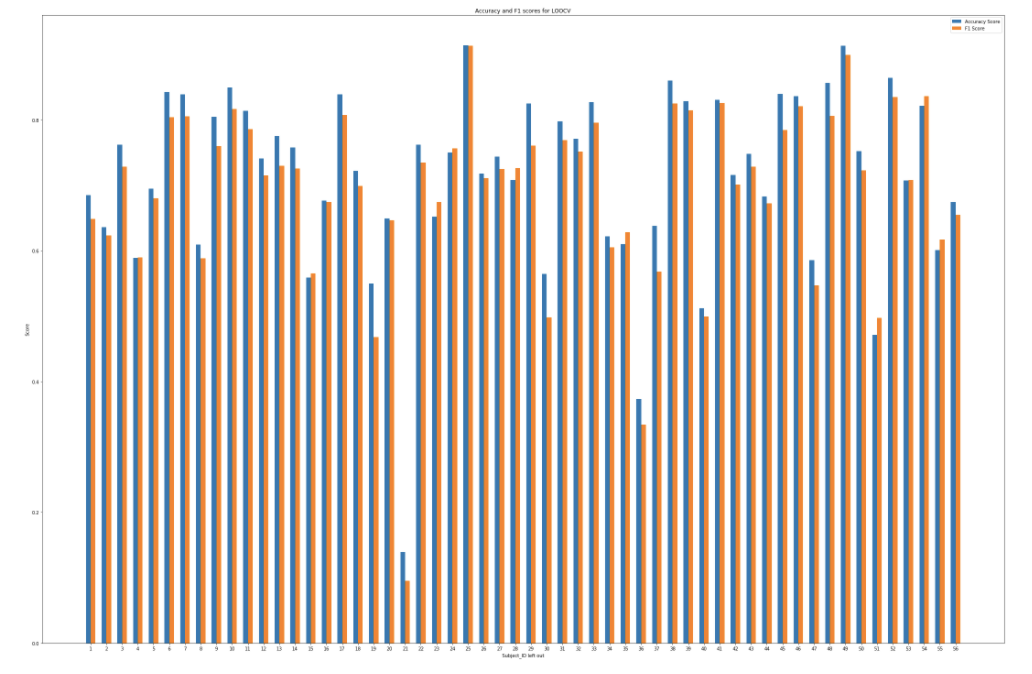 Accuracy and F1 scores for LOOCV
Accuracy Score
F1 Score
0.8
0.6
0.4
0.2
0.0
Score
1 2 3 4 5 6 7 8 9 10 11 12 13 14 15 16 17 18 19 20 21 22 23 24 25 26 27 28 29 30 31 32 33 34 35 36 37 38 39 40 41 42 43 44 45 46 47 48 49 50 51 52 53 54 55 56
Subject_ID left out